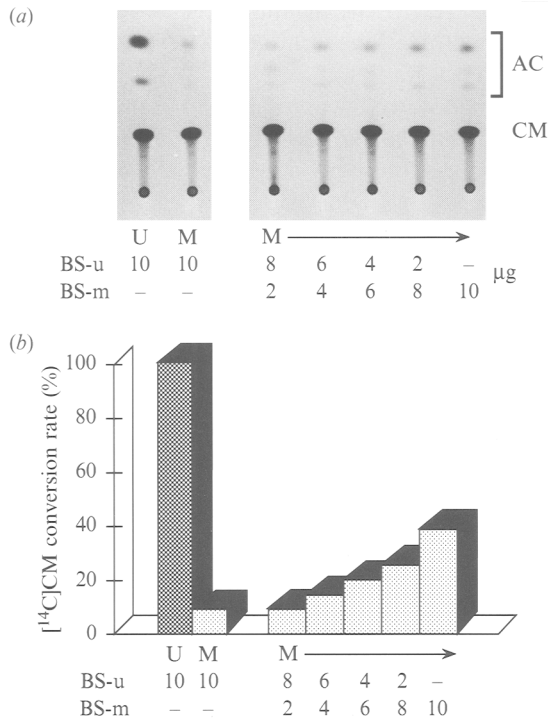 (a)
AC
CM
U M M
BS-u 10 10 8 6 4 2 –
BS-m – – 2 4 6 8 10
μg
(b)
[¹⁴C]CM conversion rate (%)
100
80
60
40
20
0
U M M
BS-u 10 10 8 6 4 2 –
BS-m – – 2 4 6 8 10